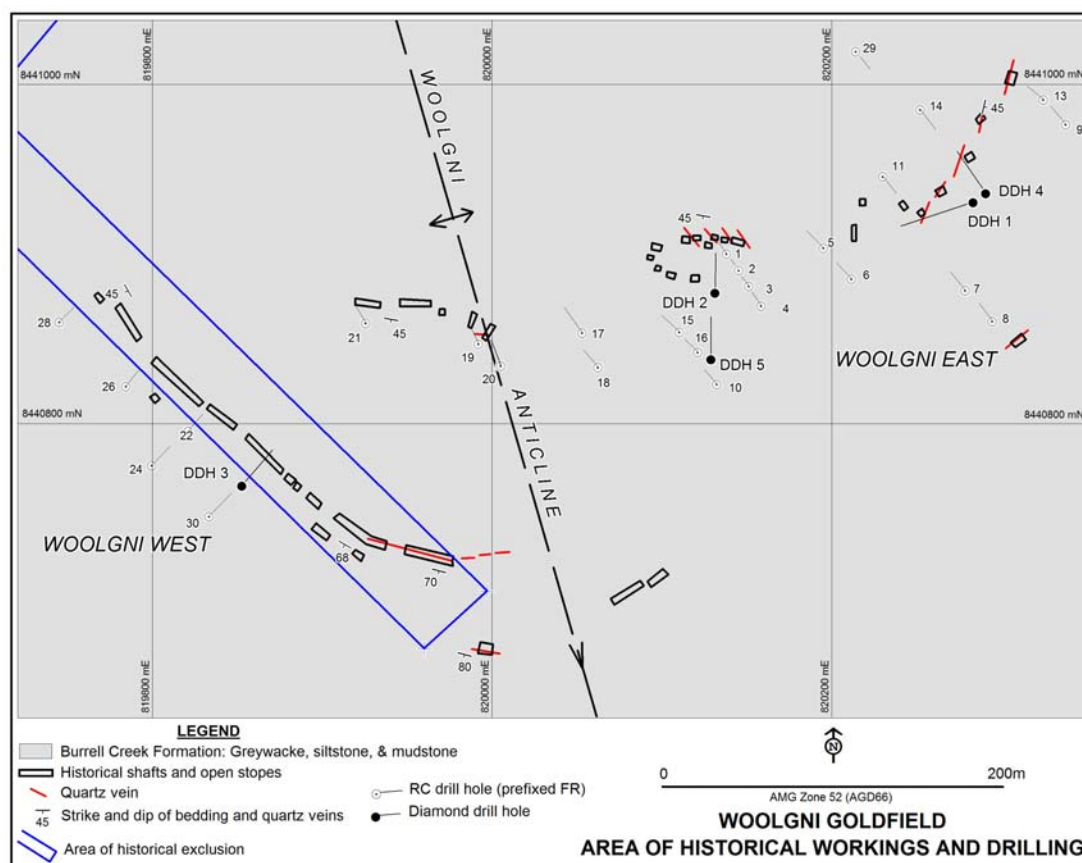 819800 mE
820000 mE
820200 mE
8441000 mN
8441000 mN
WOOLGNI
ANTICLINE
29
45
13
9
14
11
DDH 4
DDH 1
45
5
6
1
2
3
4
DDH 2
7
8
15
16
DDH 5
10
WOOLGNI EAST
17
18
45
28
21
45
19
20
26
8440800 mN
8440800 mN
22
24
DDH 3
30
WOOLGNI WEST
68
70
80
819800 mE
820000 mE
820200 mE
LEGEND
Burrell Creek Formation: Greywacke, siltstone, & mudstone
Historical shafts and open stopes
Quartz vein
45 Strike and dip of bedding and quartz veins
Area of historical exclusion
RC drill hole (prefixed FR)
Diamond drill hole
N
0 200m
AMG Zone 52 (AGD66)
WOOLGNI GOLDFIELD
AREA OF HISTORICAL WORKINGS AND DRILLING